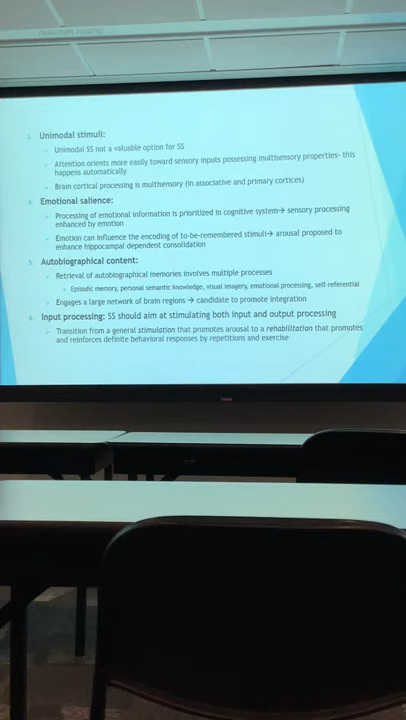 3. Unimodal stimuli:
Unimodal SS not a valuable option for SS
Attention orients more easily toward sensory inputs possessing multisensory properties- this
happens automatically
Brain cortical processing is multisensory (in associative and primary cortices)
4. Emotional salience:
Processing of emotional information is prioritized in cognitive system→ sensory processing
enhanced by emotion
Emotion can influence the encoding of to-be-remembered stimuli→ arousal proposed to
enhance hippocampal dependent consolidation
5. Autobiographical content:
Retrieval of autobiographical memories involves multiple processes
Episodic memory, personal semantic knowledge, visual imagery, emotional processing, self-referential
Engages a large network of brain regions → candidate to promote integration
6. Input processing: SS should aim at stimulating both input and output processing
Transition from a general stimulation that promotes arousal to a rehabilitation that promotes
and reinforces definite behavioral responses by repetitions and exercise